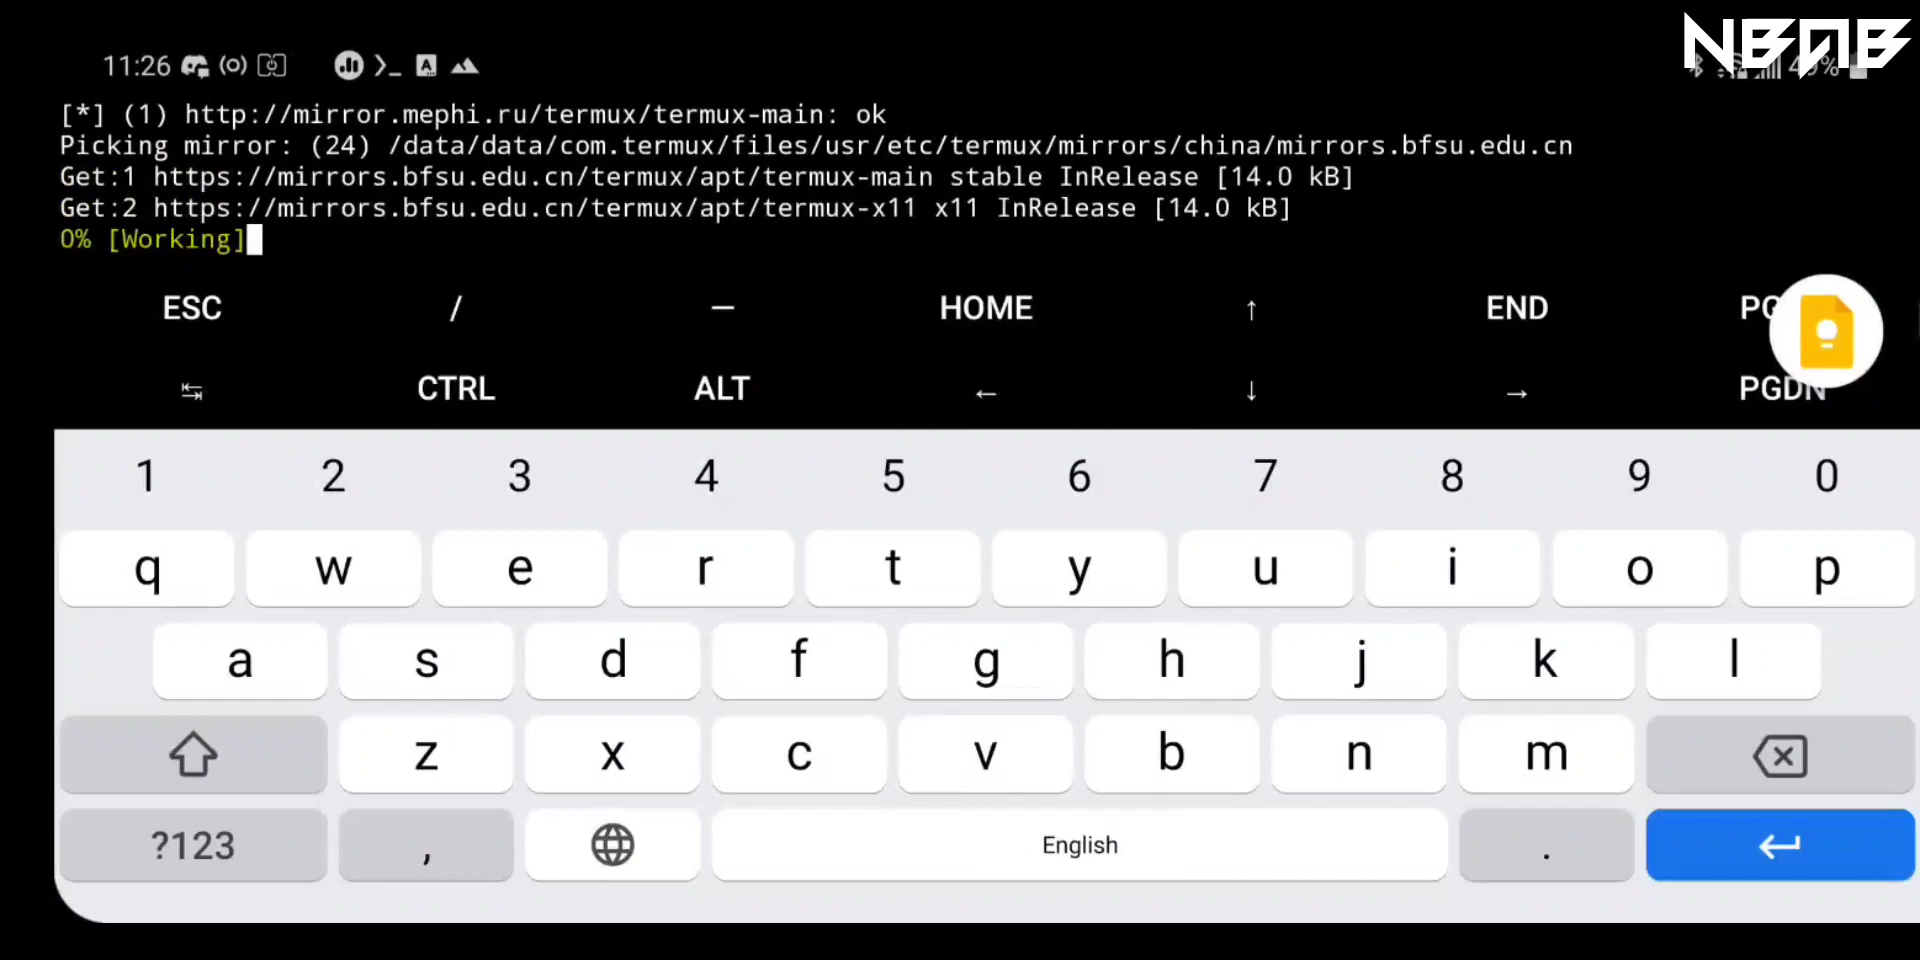 NBAB
11:26
49%
[*] (1) http://mirror.mephi.ru/termux/termux-main: ok
Picking mirror: (24) /data/data/com.termux/files/usr/etc/termux/mirrors/china/mirrors.bfsu.edu.cn
Get:1 https://mirrors.bfsu.edu.cn/termux/apt/termux-main stable InRelease [14.0 kB]
Get:2 https://mirrors.bfsu.edu.cn/termux/apt/termux-x11 x11 InRelease [14.0 kB]
0% [Working]
ESC / — HOME ↑ END
↹ CTRL ALT ← ↓ → PGDN
1 2 3 4 5 6 7 8 9 0
q w e r t y u i o p
a s d f g h j k l
z x c v b n m
?123 , English .